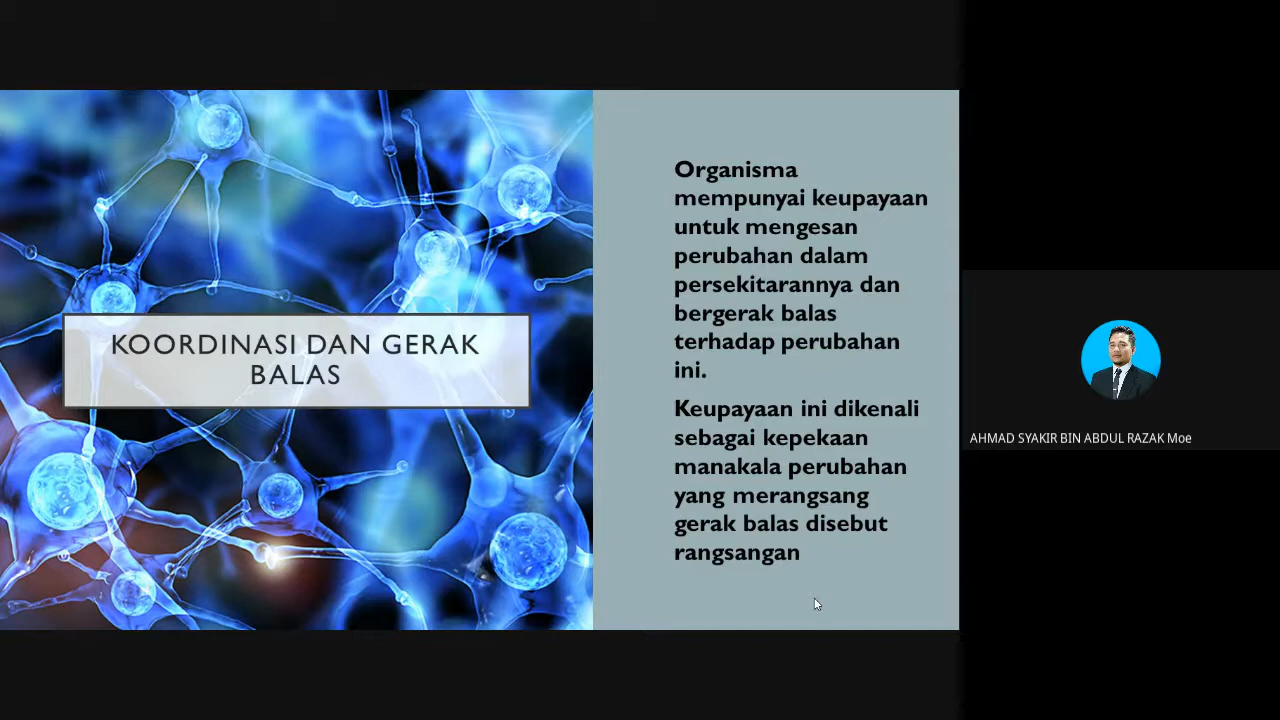 KOORDINASI DAN GERAK
BALAS
Organisma
mempunyai keupayaan
untuk mengesan
perubahan dalam
persekitarannya dan
bergerak balas
terhadap perubahan
ini.
Keupayaan ini dikenali
sebagai kepekaan
manakala perubahan
yang merangsang
gerak balas disebut
rangsangan
AHMAD SYAKIR BIN ABDUL RAZAK Moe